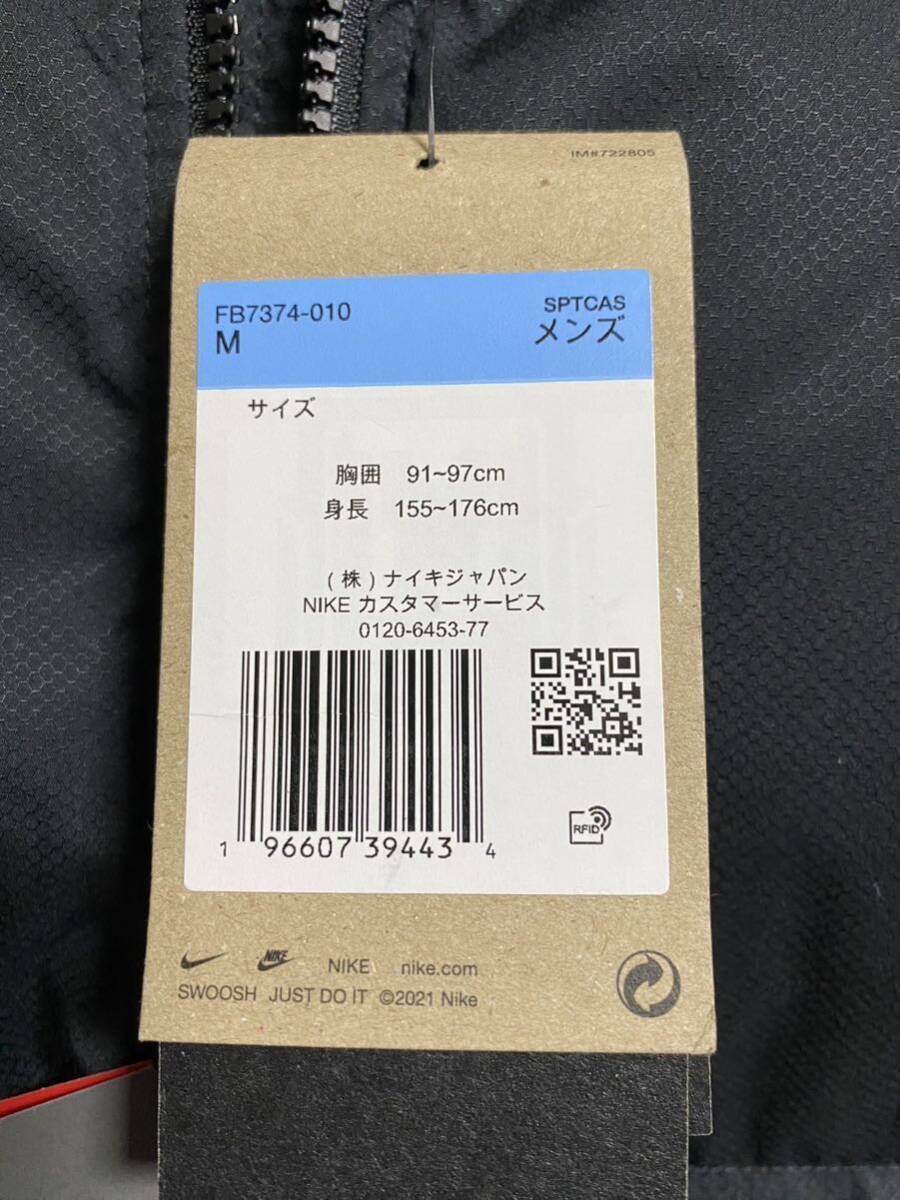 IM#722805
FB7374-010
SPTCAS
M
メンズ
サイズ
胸囲 91~97cm
身長 155~176cm
(株)ナイキジャパン
NIKE カスタマーサービス
0120-6453-77
1 96607 39443 4
RFID
NIKE
NIKE nike.com
SWOOSH JUST DO IT ©2021 Nike